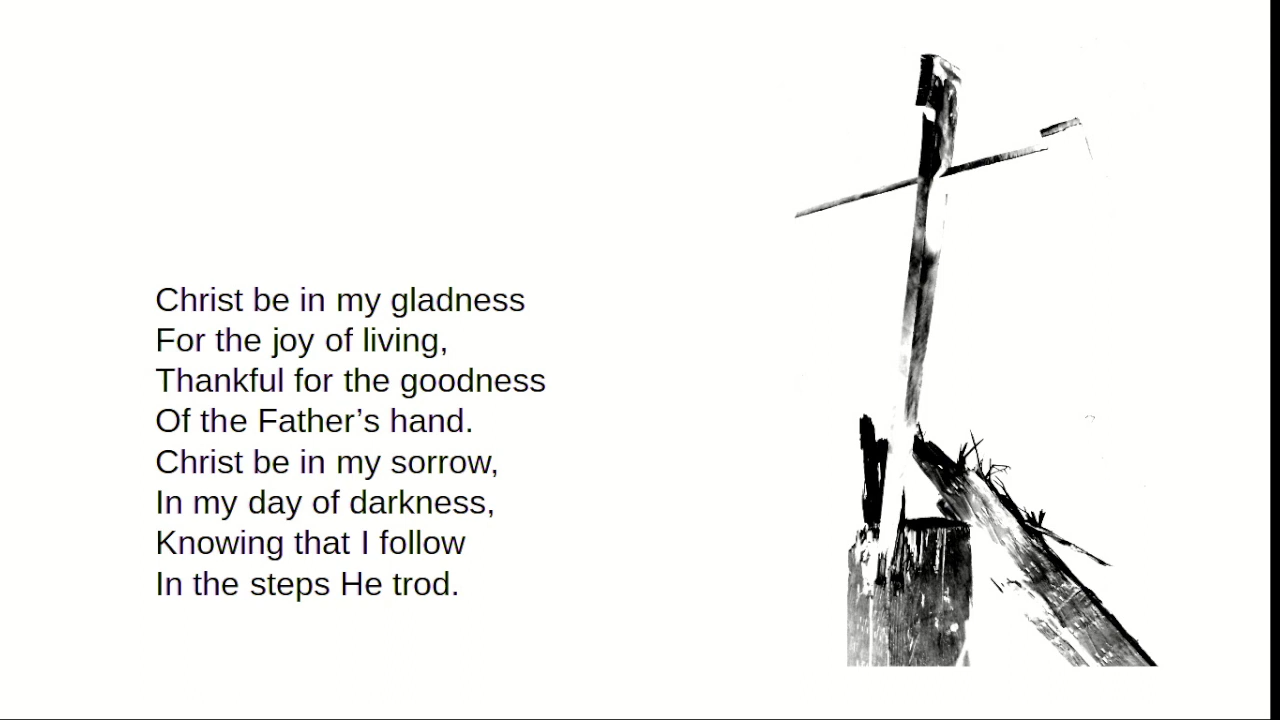 Christ be in my gladness
For the joy of living,
Thankful for the goodness
Of the Father’s hand.
Christ be in my sorrow,
In my day of darkness,
Knowing that I follow
In the steps He trod.